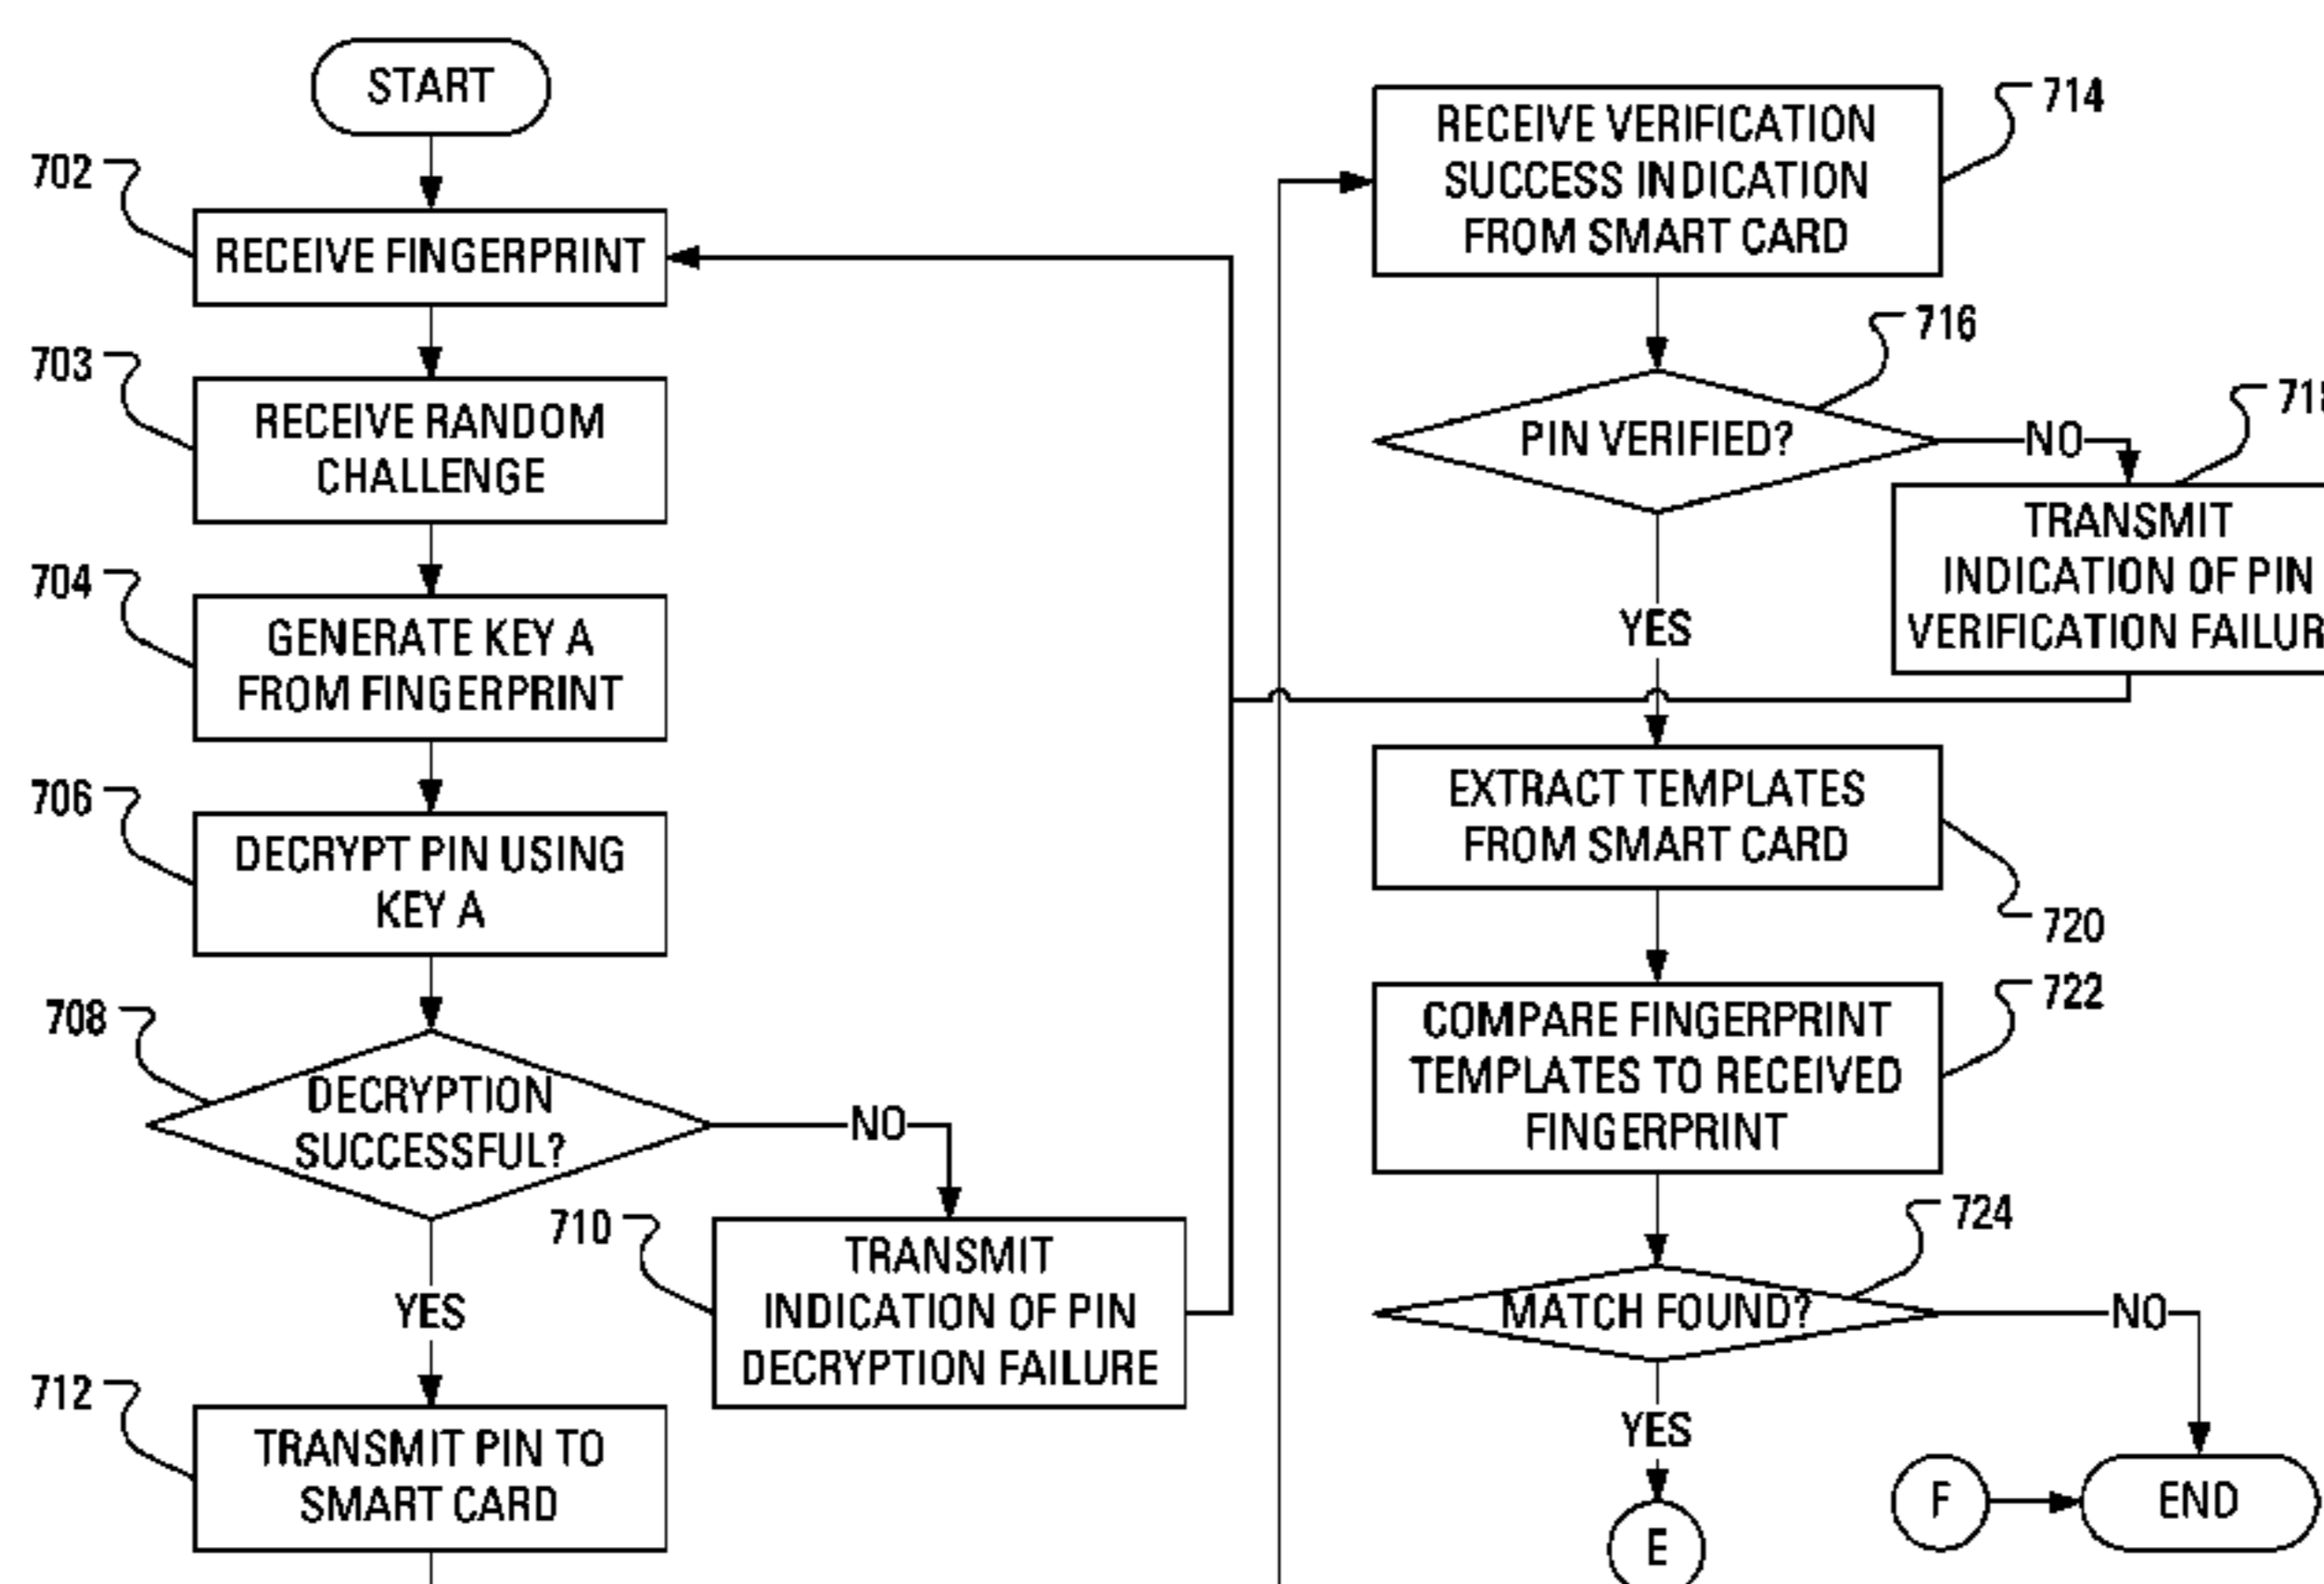 START
702
RECEIVE FINGERPRINT
703
RECEIVE RANDOM
CHALLENGE
704
GENERATE KEY A
FROM FINGERPRINT
706
DECRYPT PIN USING
KEY A
708
DECRYPTION
SUCCESSFUL?
NO
710
TRANSMIT
INDICATION OF PIN
DECRYPTION FAILURE
YES
712
TRANSMIT PIN TO
SMART CARD
714
RECEIVE VERIFICATION
SUCCESS INDICATION
FROM SMART CARD
716
PIN VERIFIED?
NO
TRANSMIT
INDICATION OF PIN
VERIFICATION FAILUR
YES
EXTRACT TEMPLATES
FROM SMART CARD
720
722
COMPARE FINGERPRINT
TEMPLATES TO RECEIVED
FINGERPRINT
724
MATCH FOUND?
NO
YES
E
F
END